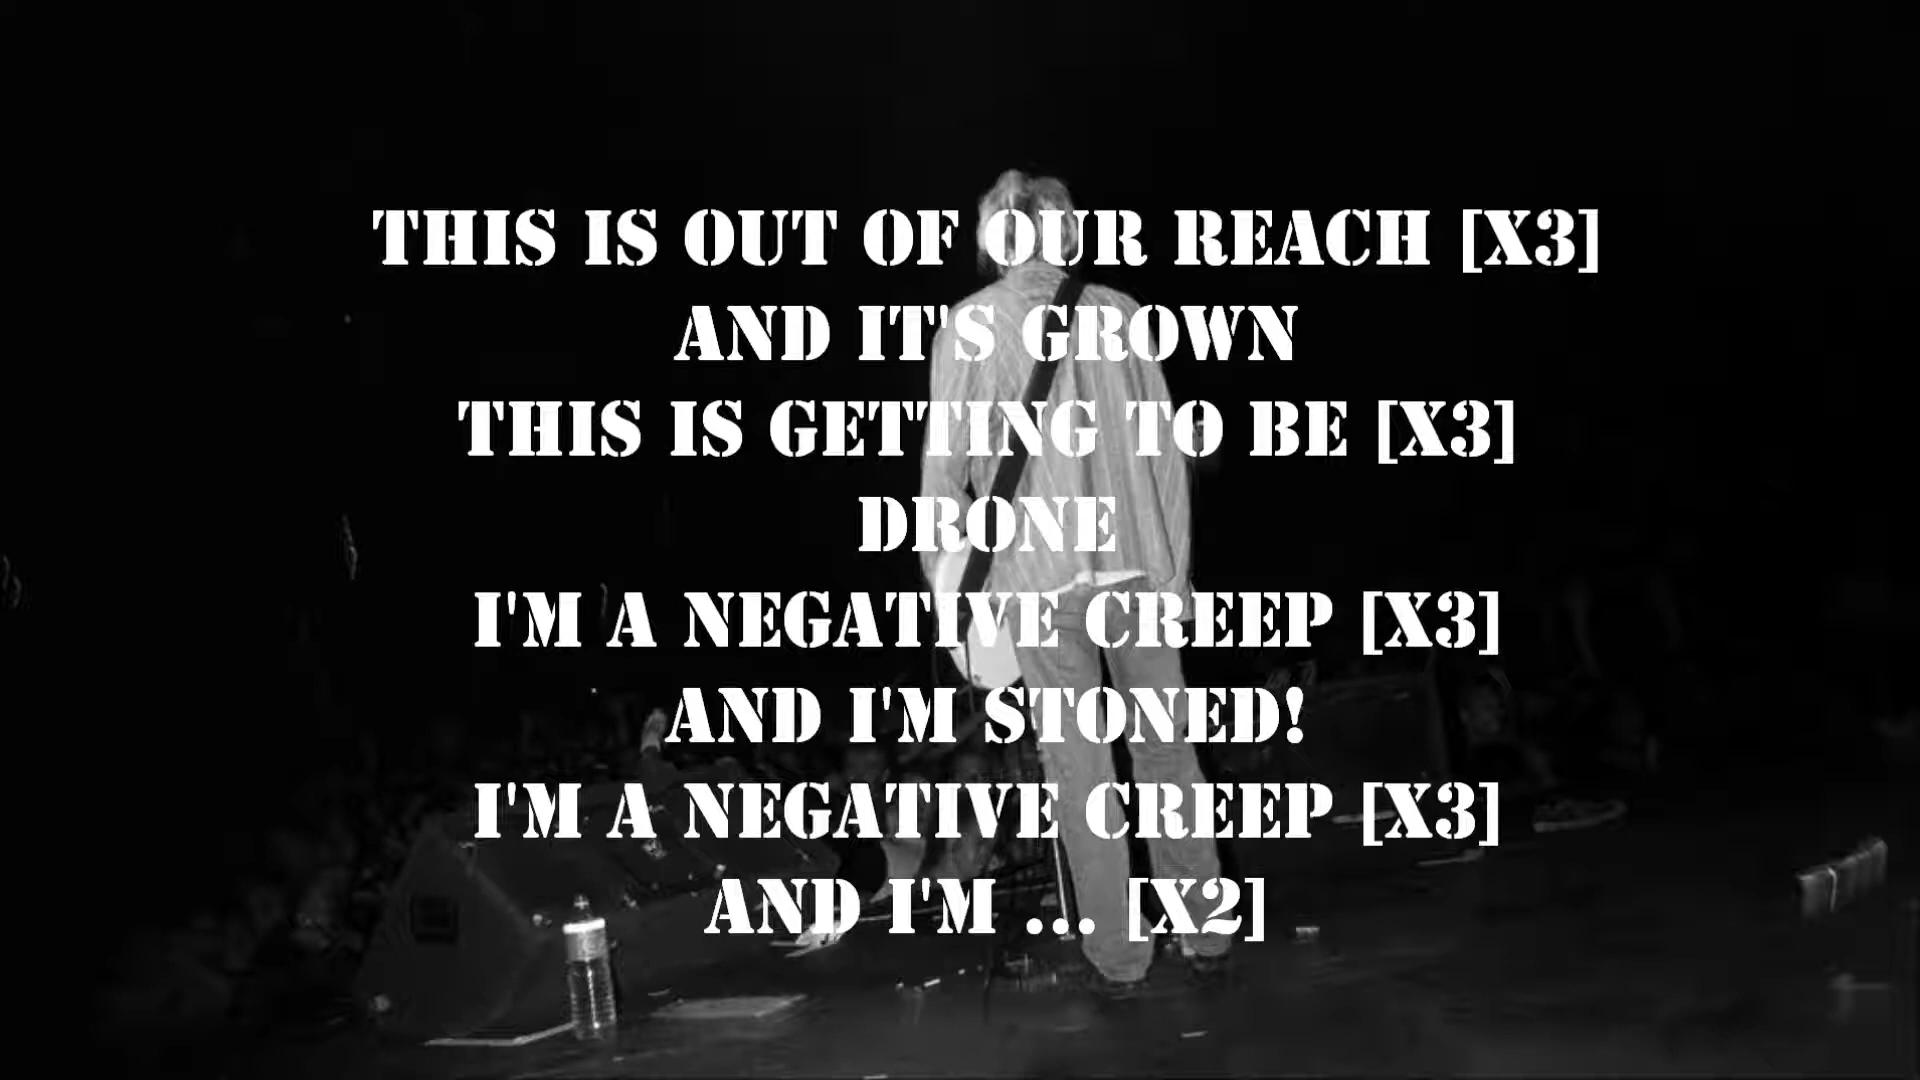 THIS IS OUT OF OUR REACH [X3]
AND IT'S GROWN
THIS IS GETTING TO BE [X3]
DRONE
I'M A NEGATIVE CREEP [X3]
AND I'M STONED!
I'M A NEGATIVE CREEP [X3]
AND I'M ... [X2]